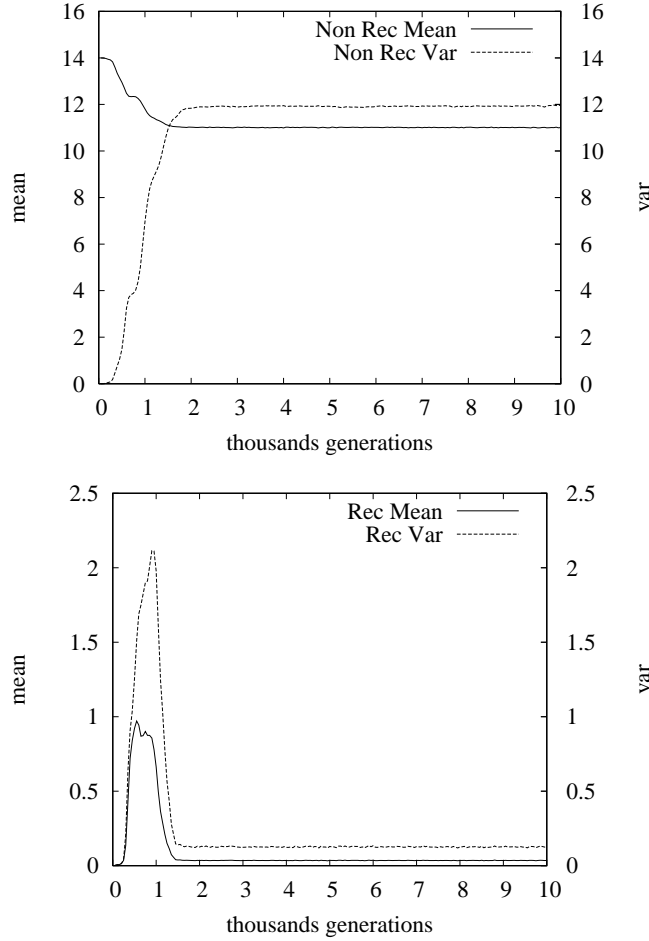 16 16
Non Rec Mean
14 Non Rec Var 14
12 12
10 10
mean 8 8 var
6 6
4 4
2 2
0 0
0 1 2 3 4 5 6 7 8 9 10
thousands generations
2.5 2.5
Rec Mean
Rec Var
2 2
1.5 1.5
mean var
1 1
0.5 0.5
0 0
0 1 2 3 4 5 6 7 8 9 10
thousands generations